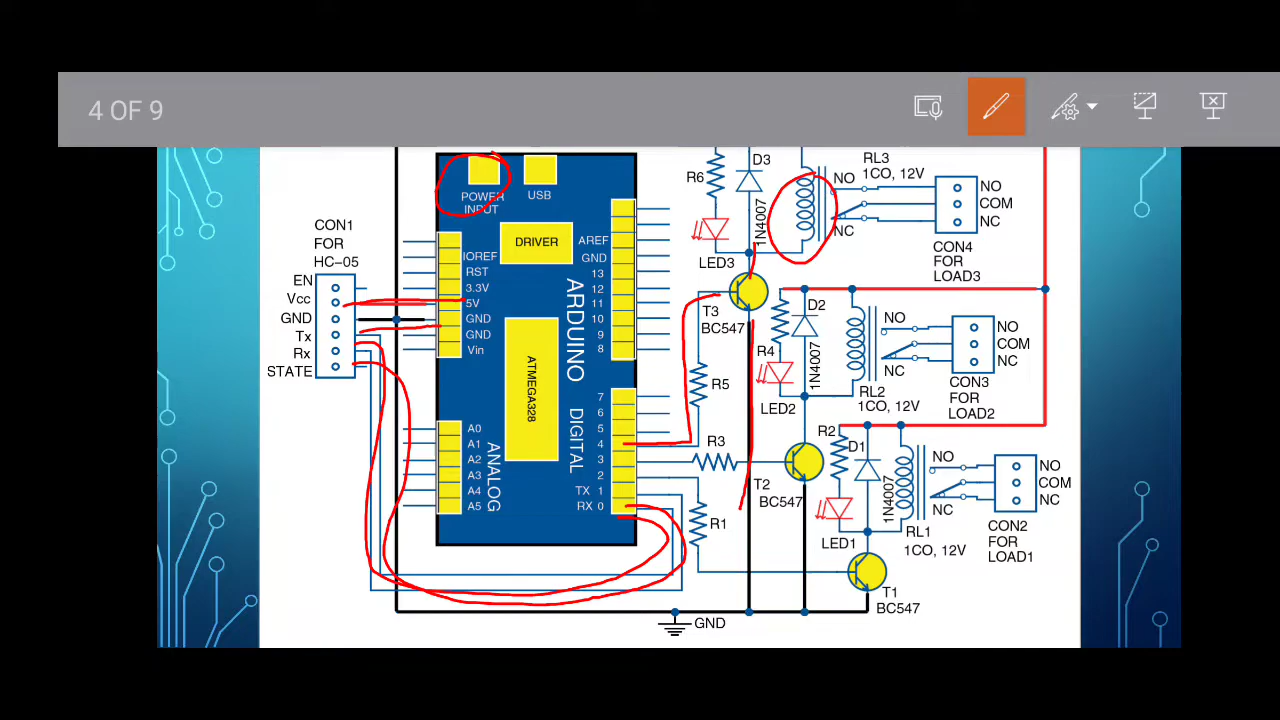 4 OF 9
POWER
INPUT
USB
DRIVER
IOREF
RST
3.3V
5V
GND
GND
Vin
AREF
GND
13
12
11
10
9
8
ARDUINO
ATMEGA328
DIGITAL
7
6
5
4
3
2
TX 1
RX 0
ANALOG
A0
A1
A2
A3
A4
A5
CON1
FOR
HC-05
EN
Vcc
GND
Tx
Rx
STATE
R6
D3
1N4007
LED3
RL3
1CO, 12V
NO
NC
NO
COM
NC
CON4
FOR
LOAD3
T3
BC547
R5
R4
D2
1N4007
LED2
RL2
1CO, 12V
NO
NC
NO
COM
NC
CON3
FOR
LOAD2
R3
T2
BC547
R2
D1
1N4007
LED1
RL1
1CO, 12V
NO
NC
NO
COM
NC
CON2
FOR
LOAD1
R1
T1
BC547
GND